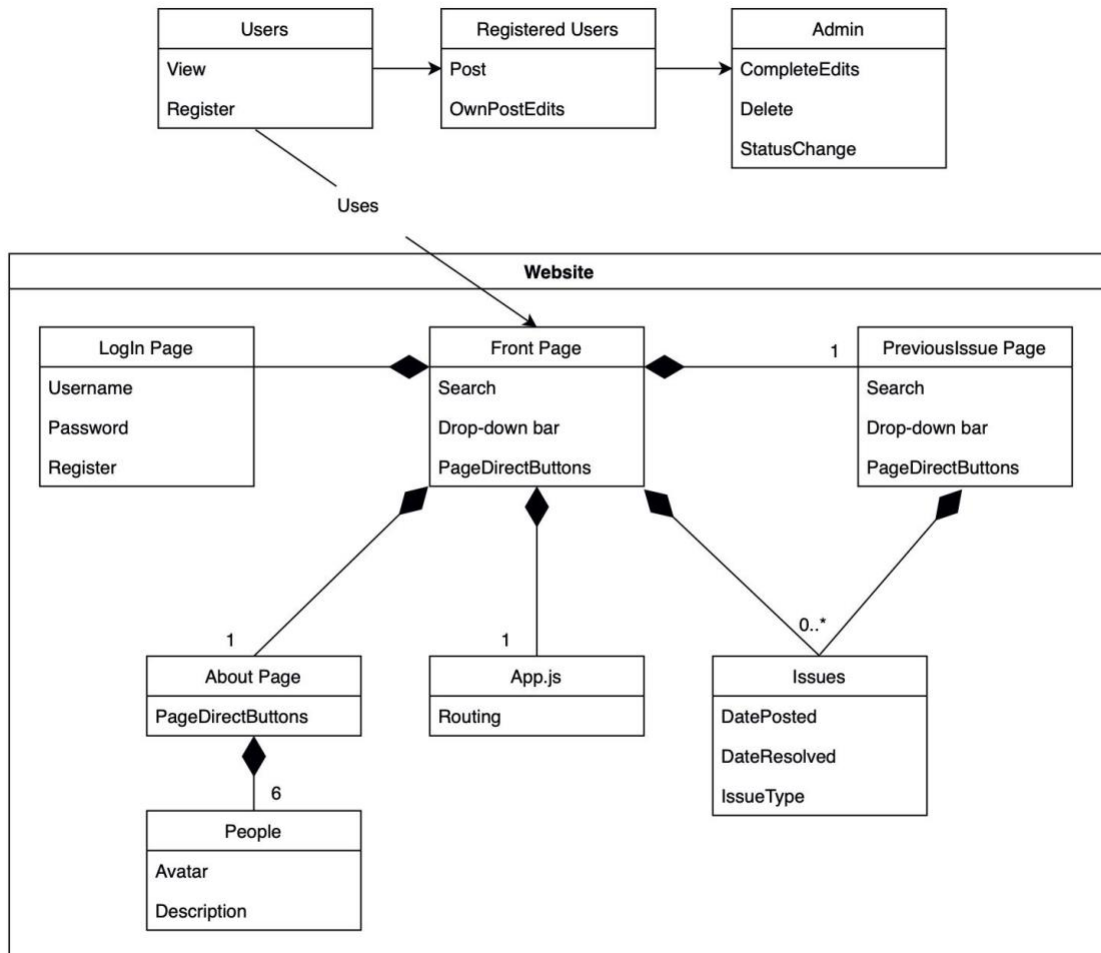 Users
View
Register
Registered Users
Post
OwnPostEdits
Admin
CompleteEdits
Delete
StatusChange
Uses
Website
LogIn Page
Username
Password
Register
Front Page
Search
Drop-down bar
PageDirectButtons
1
PreviousIssue Page
Search
Drop-down bar
PageDirectButtons
1
About Page
PageDirectButtons
1
App.js
Routing
0..*
Issues
DatePosted
DateResolved
IssueType
6
People
Avatar
Description